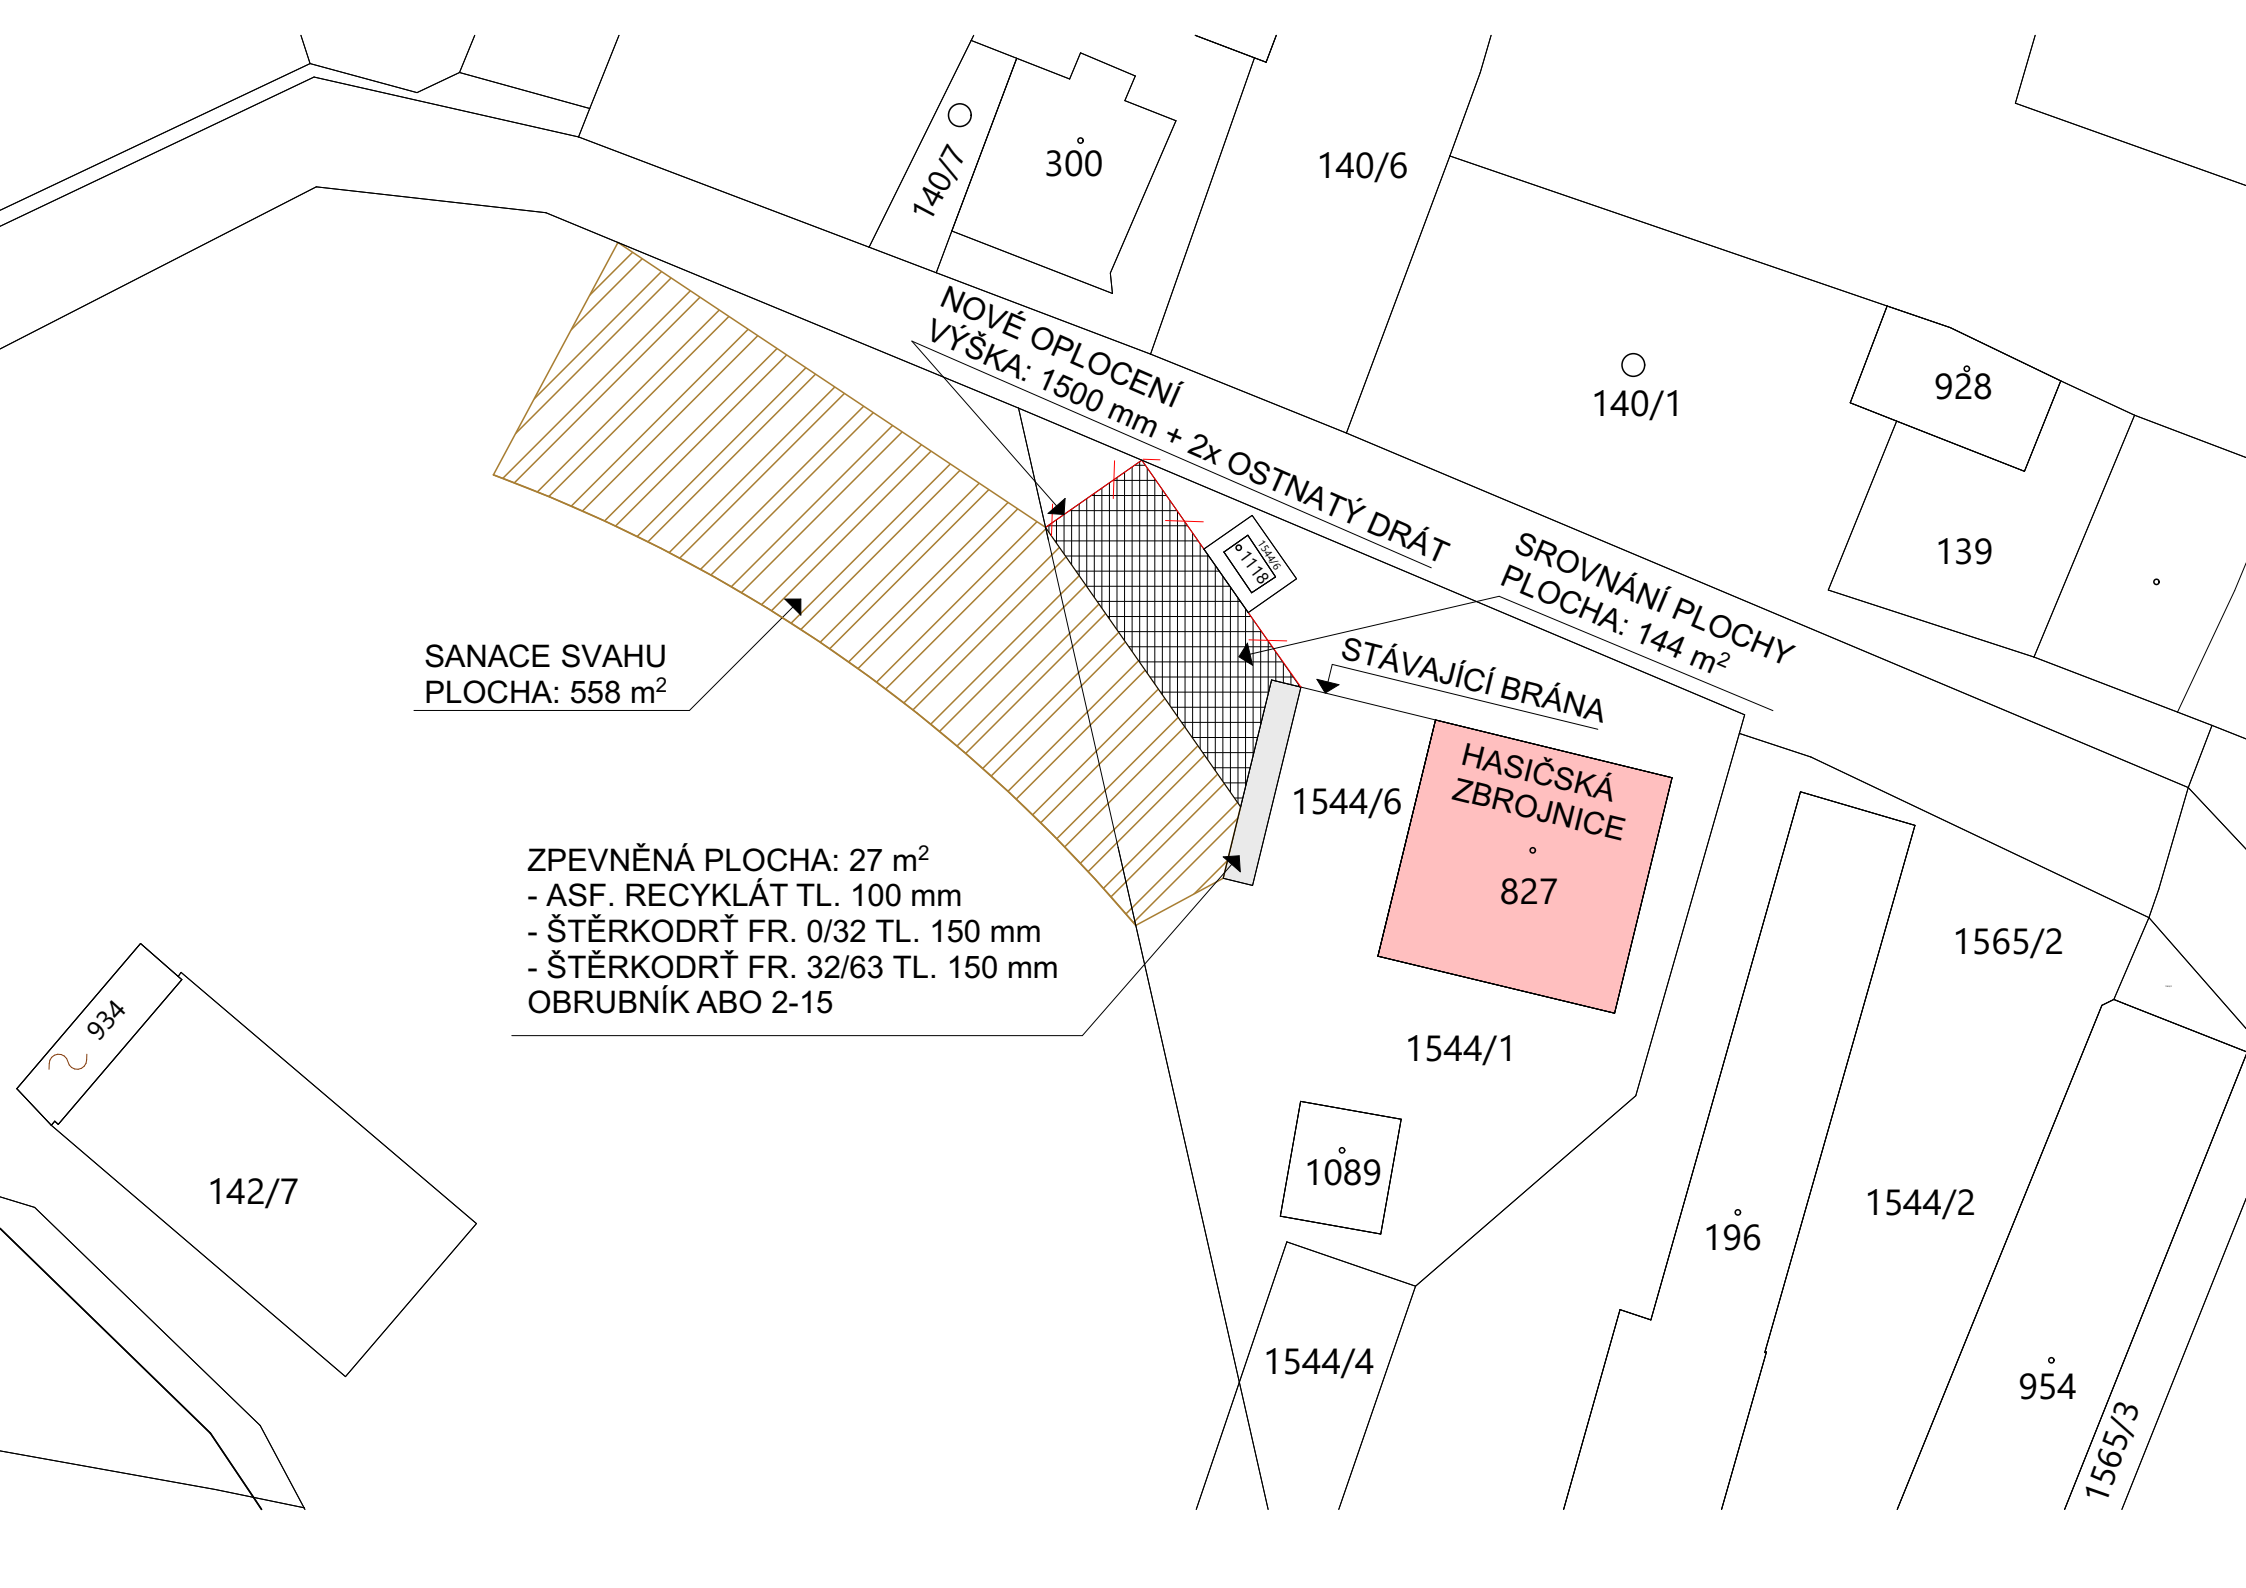 300
140/7
140/6
NOVÉ OPLOCENÍ
VÝŠKA: 1500 mm + 2x OSTNATÝ DRÁT
140/1
928
139
1544/6
1118
SROVNÁNÍ PLOCHY
PLOCHA: 144 m²
STÁVAJÍCÍ BRÁNA
SANACE SVAHU
PLOCHA: 558 m²
HASIČSKÁ
ZBROJNICE
827
1544/6
ZPEVNĚNÁ PLOCHA: 27 m²
- ASF. RECYKLÁT TL. 100 mm
- ŠTĚRKODRŤ FR. 0/32 TL. 150 mm
- ŠTĚRKODRŤ FR. 32/63 TL. 150 mm
OBRUBNÍK ABO 2-15
1565/2
934
1544/1
1089
142/7
196
1544/2
1544/4
954
1565/3